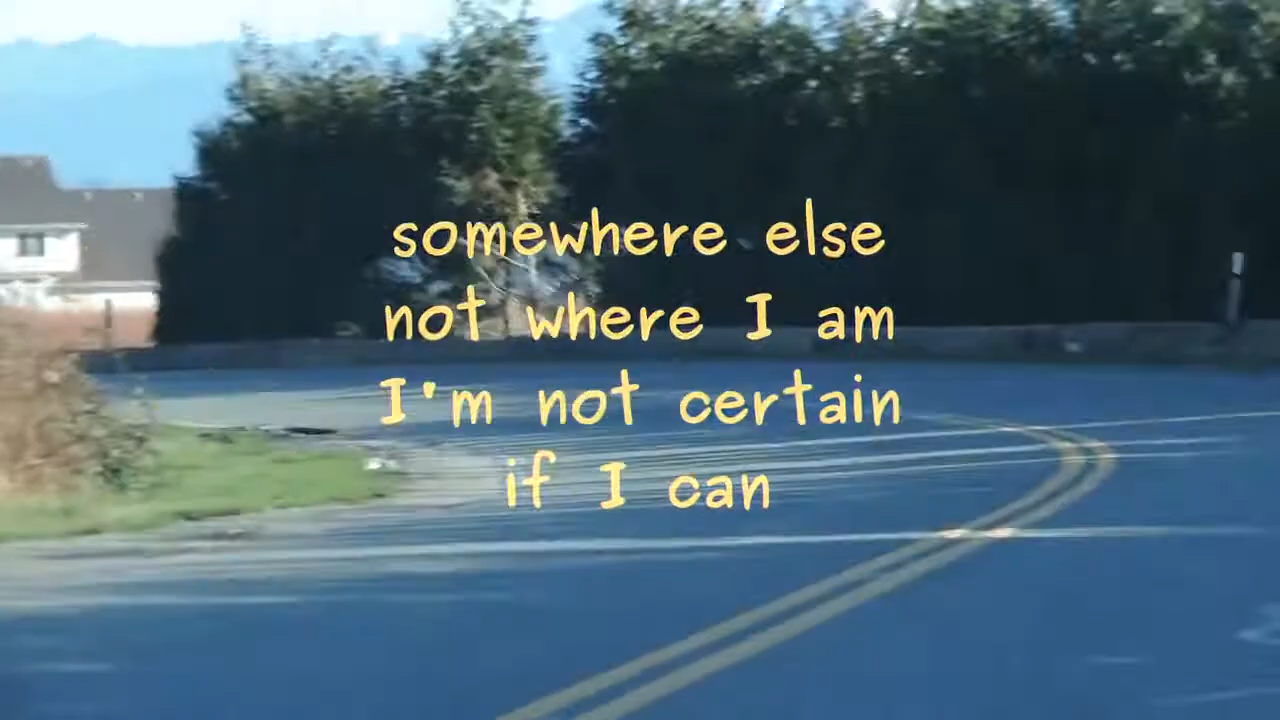 somewhere else
not where I am
I'm not certain
if I can